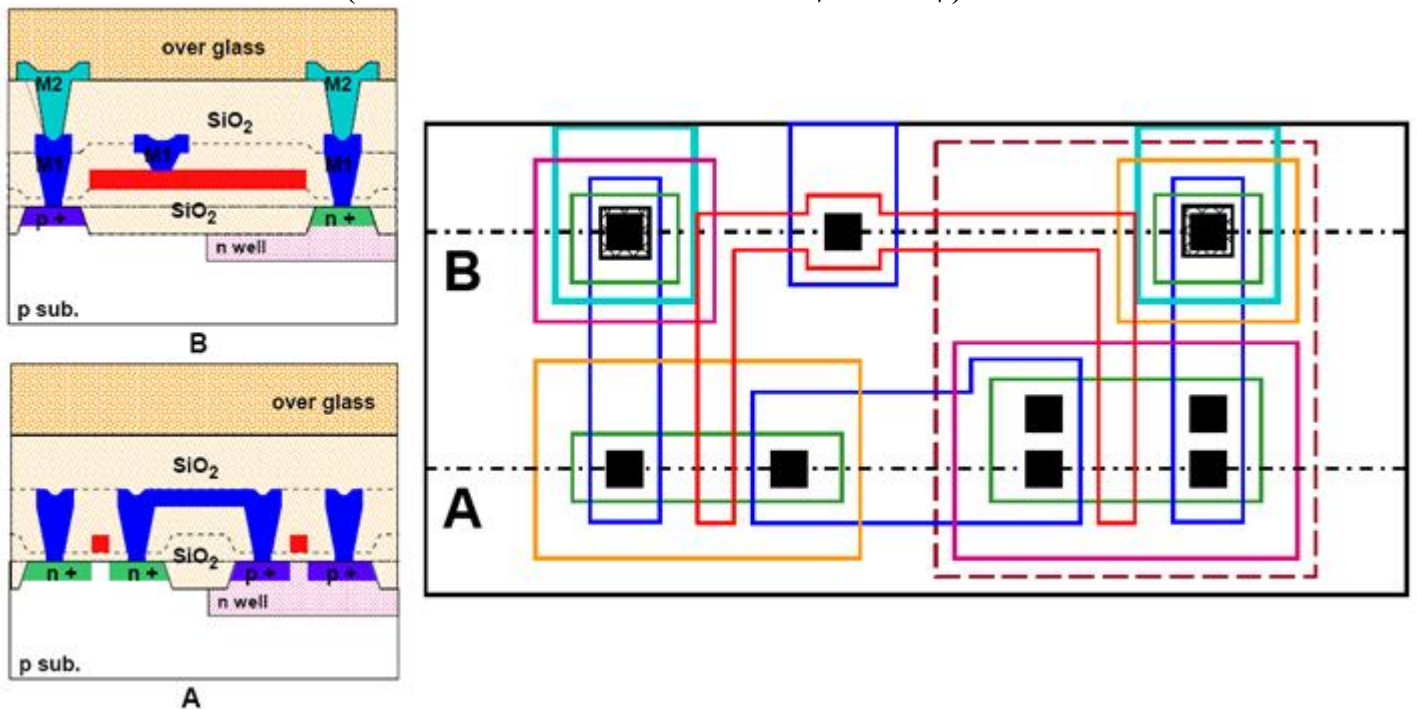 over glass
M2
M2
SiO2
M1
M1
M1
SiO2
p +
n +
n well
p sub.
B
over glass
SiO2
SiO2
n +
n +
p +
p +
n well
p sub.
A
B
A